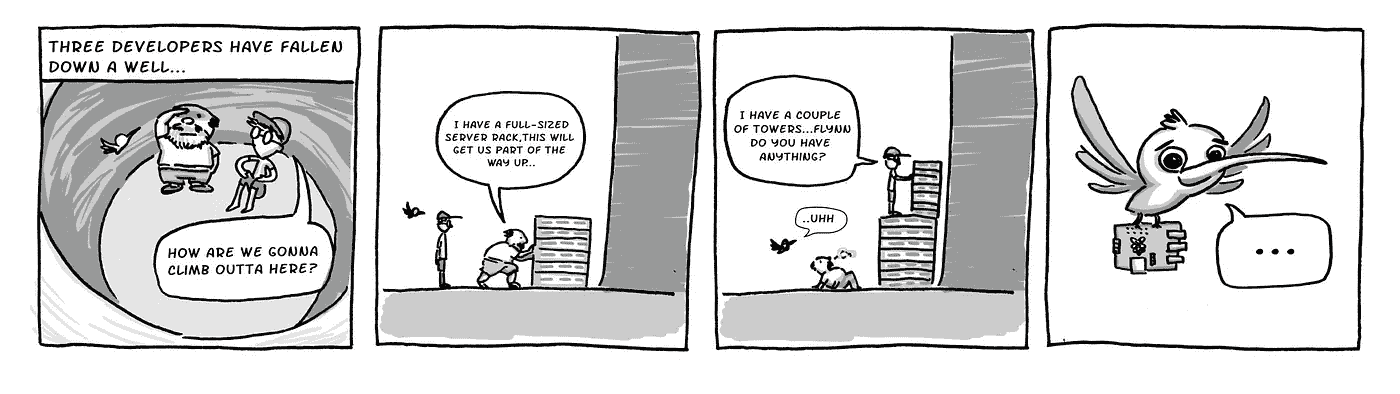 THREE DEVELOPERS HAVE FALLEN
DOWN A WELL...
HOW ARE WE GONNA
CLIMB OUTTA HERE?
I HAVE A FULL-SIZED
SERVER RACK,THIS WILL
GET US PART OF THE
WAY UP...
I HAVE A COUPLE
OF TOWERS...FLYNN
DO YOU HAVE
ANYTHING?
..UHH
...